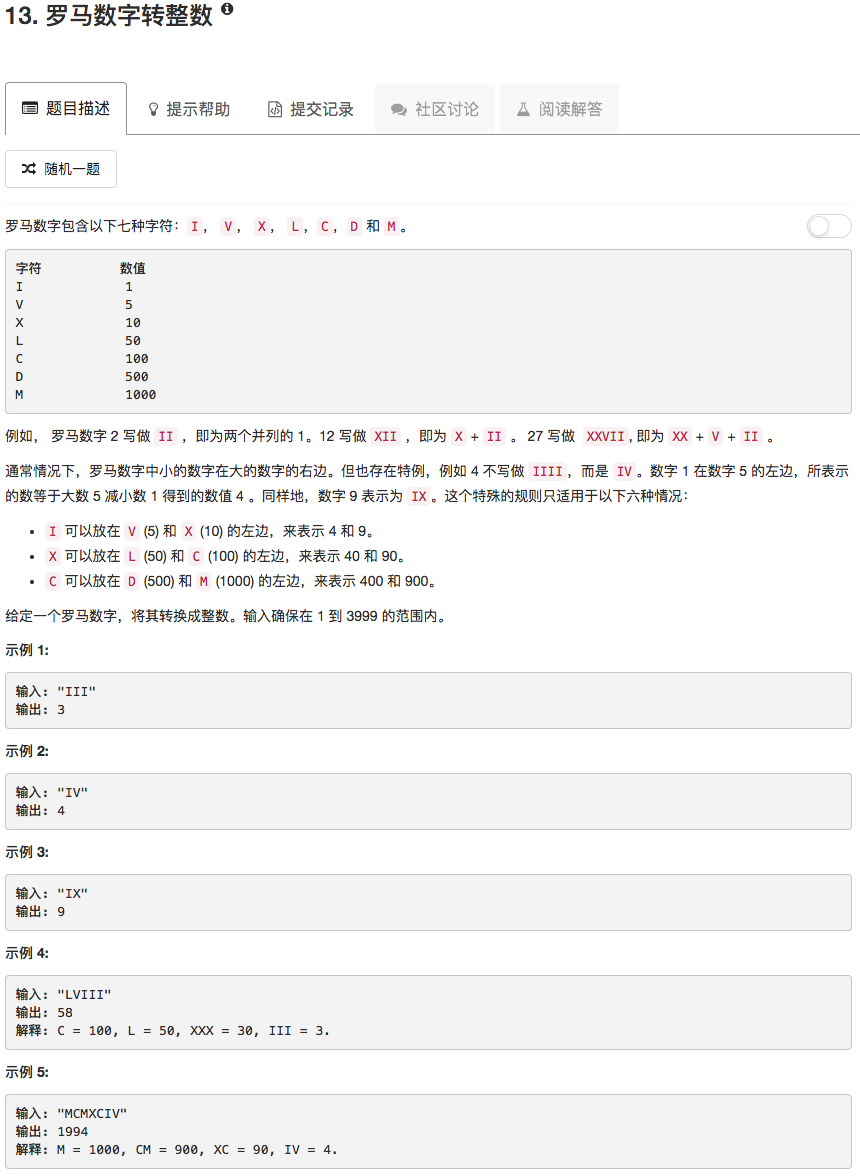 13. 罗马数字转整数
题目描述 提示帮助 提交记录 社区讨论 阅读解答
随机一题
罗马数字包含以下七种字符： I， V， X， L，C，D 和 M。
字符 数值
I 1
V 5
X 10
L 50
C 100
D 500
M 1000
例如， 罗马数字 2 写做 II ，即为两个并列的 1。12 写做 XII ，即为 X + II 。 27 写做 XXVII, 即为 XX + V + II 。
通常情况下，罗马数字中小的数字在大的数字的右边。但也存在特例，例如 4 不写做 IIII，而是 IV。数字 1 在数字 5 的左边，所表示
的数等于大数 5 减小数 1 得到的数值 4 。同样地，数字 9 表示为 IX。这个特殊的规则只适用于以下六种情况：
• I 可以放在 V (5) 和 X (10) 的左边，来表示 4 和 9。
• X 可以放在 L (50) 和 C (100) 的左边，来表示 40 和 90。
• C 可以放在 D (500) 和 M (1000) 的左边，来表示 400 和 900。
给定一个罗马数字，将其转换成整数。输入确保在 1 到 3999 的范围内。
示例 1:
输入: "III"
输出: 3
示例 2:
输入: "IV"
输出: 4
示例 3:
输入: "IX"
输出: 9
示例 4:
输入: "LVIII"
输出: 58
解释: C = 100, L = 50, XXX = 30, III = 3.
示例 5:
输入: "MCMXCIV"
输出: 1994
解释: M = 1000, CM = 900, XC = 90, IV = 4.